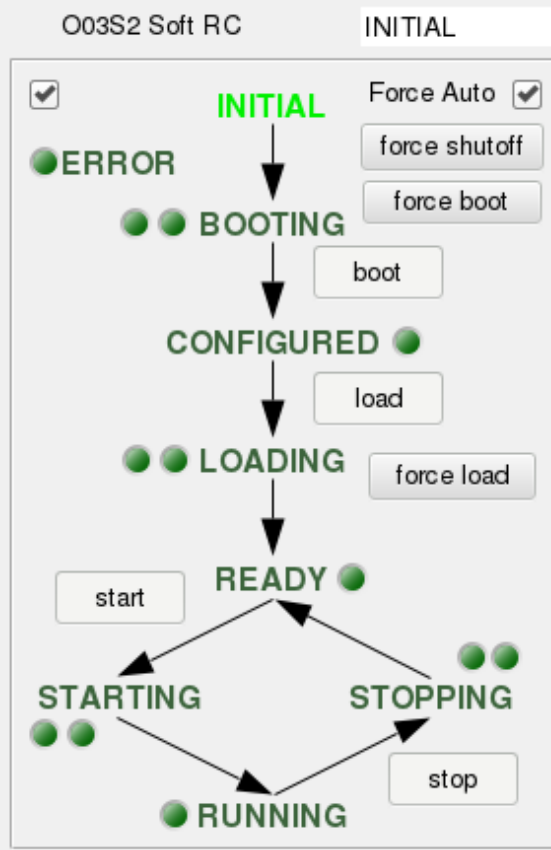 O03S2 Soft RC INITIAL
INITIAL Force Auto
force shutoff
ERROR
force boot
BOOTING
boot
CONFIGURED
load
LOADING
force load
READY
start
STARTING STOPPING
stop
RUNNING